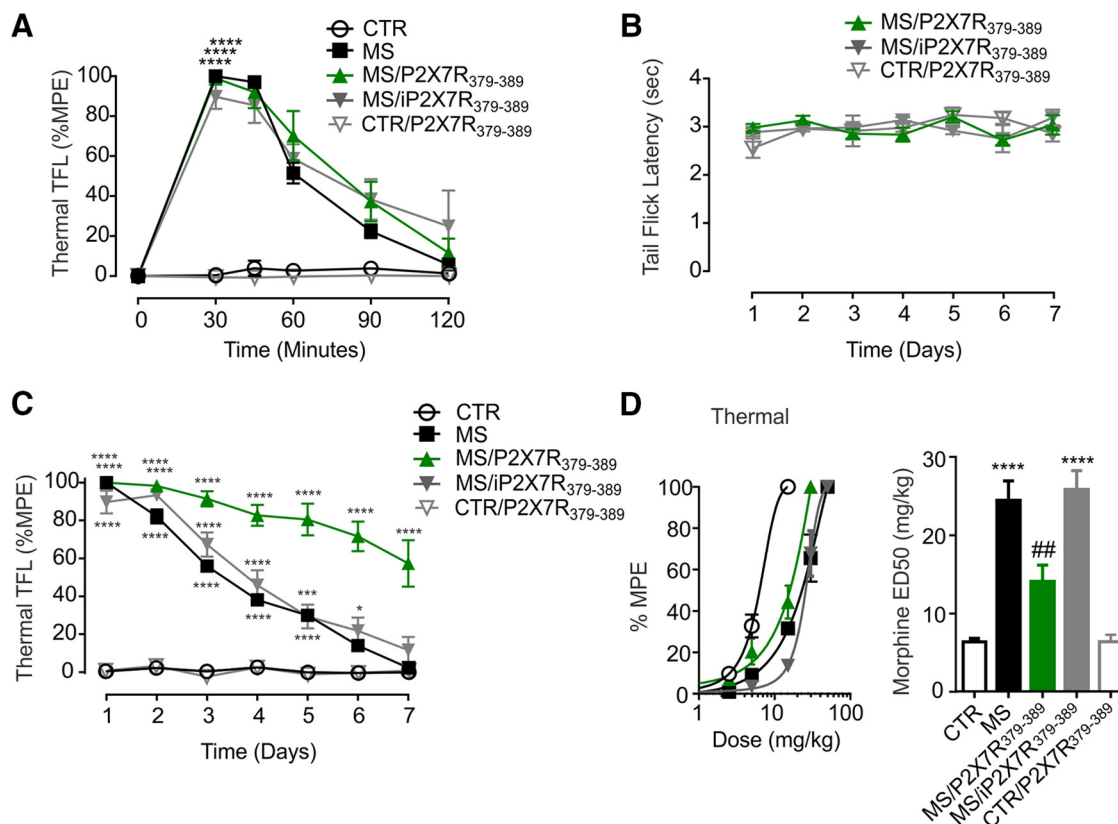 A
CTR
MS
MS/P2X7R379-389
MS/iP2X7R379-389
CTR/P2X7R379-389
****
****
****
Thermal TFL (%MPE)
100
80
60
40
20
0
0 30 60 90 120
Time (Minutes)
B
MS/P2X7R379-389
MS/iP2X7R379-389
CTR/P2X7R379-389
Tail Flick Latency (sec)
4
3
2
1
0
1 2 3 4 5 6 7
Time (Days)
C
CTR
MS
MS/P2X7R379-389
MS/iP2X7R379-389
CTR/P2X7R379-389
Thermal TFL (%MPE)
100
80
60
40
20
0
**** ****
**** **** **** **** **** **** ****
**** **** **** *** *
**** **** **** ****
1 2 3 4 5 6 7
Time (Days)
D
Thermal
% MPE
100
80
60
40
20
0
1 10 100
Dose (mg/kg)
Morphine ED50 (mg/kg)
30
20
10
0
****
##
****
CTR
MS
MS/P2X7R379-389
MS/iP2X7R379-389
CTR/P2X7R379-389